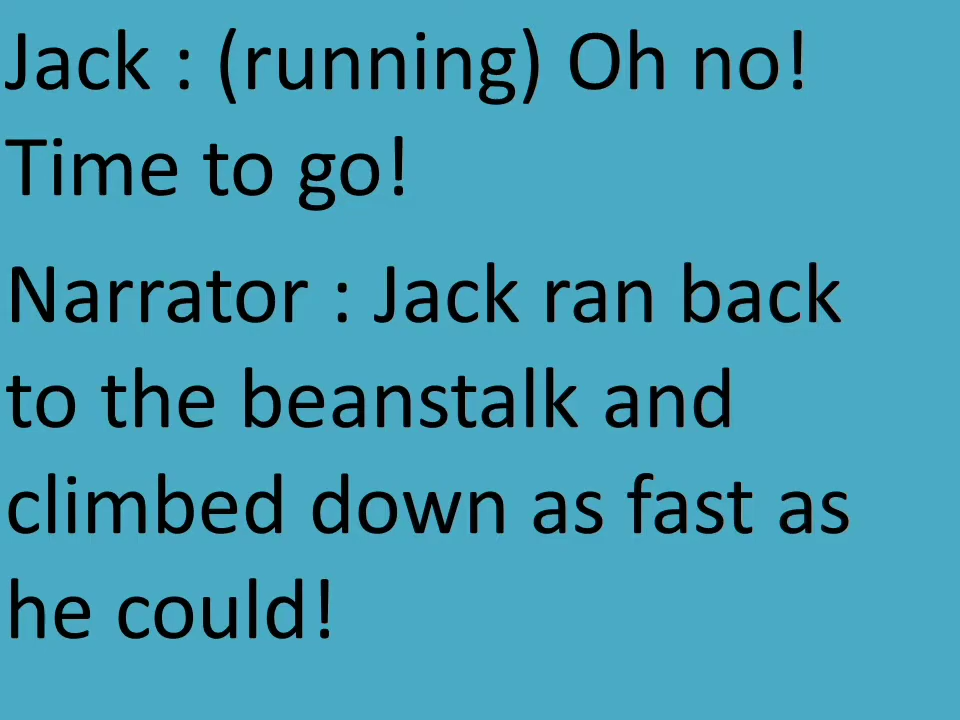 Jack : (running) Oh no!
Time to go!
Narrator : Jack ran back
to the beanstalk and
climbed down as fast as
he could!